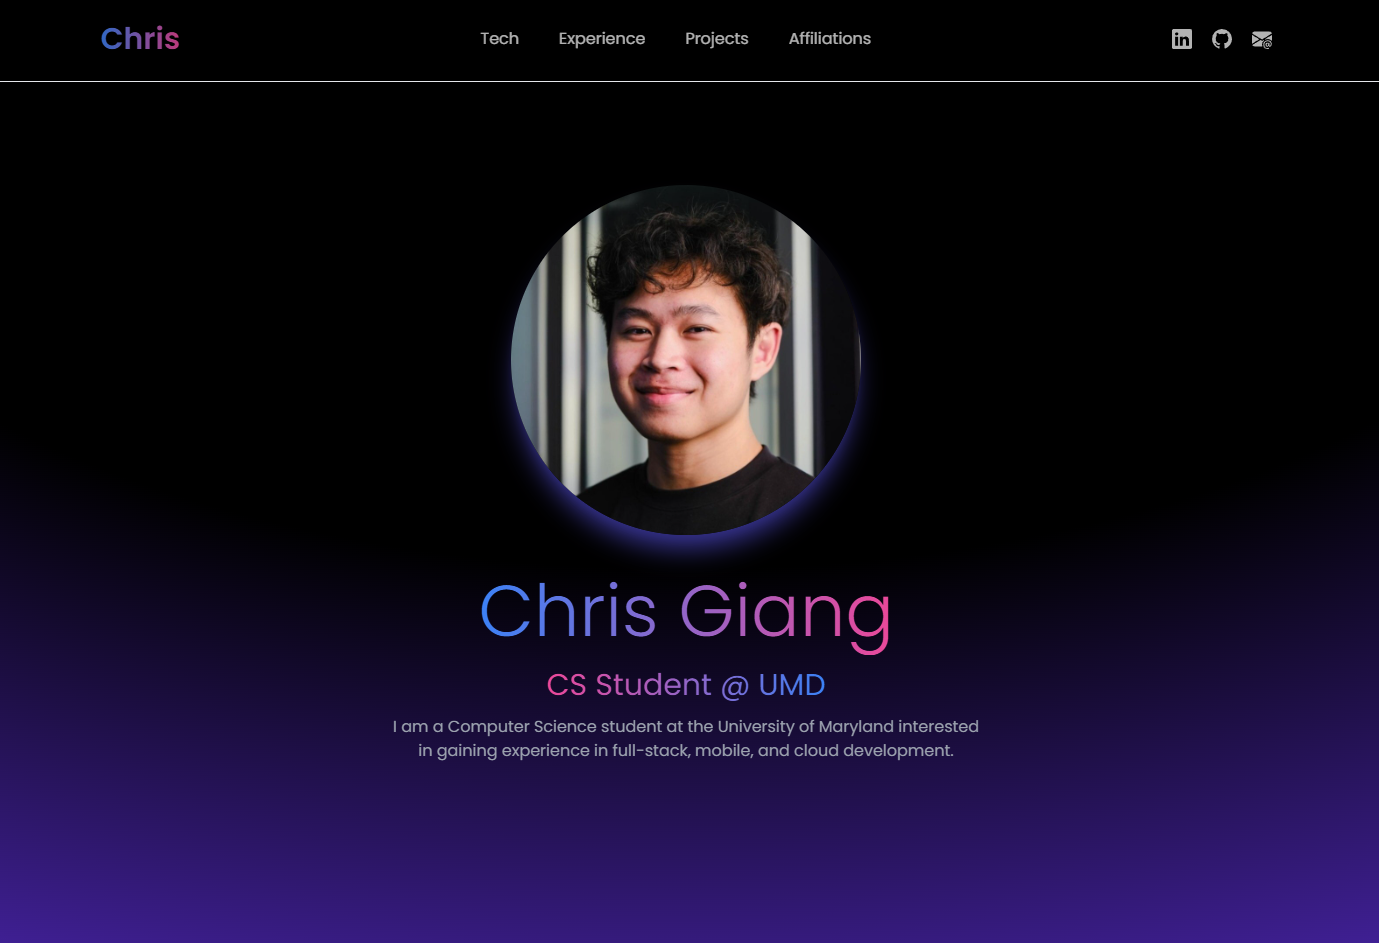 Chris
Tech Experience Projects Affiliations
Chris Giang
CS Student @ UMD
I am a Computer Science student at the University of Maryland interested
in gaining experience in full-stack, mobile, and cloud development.